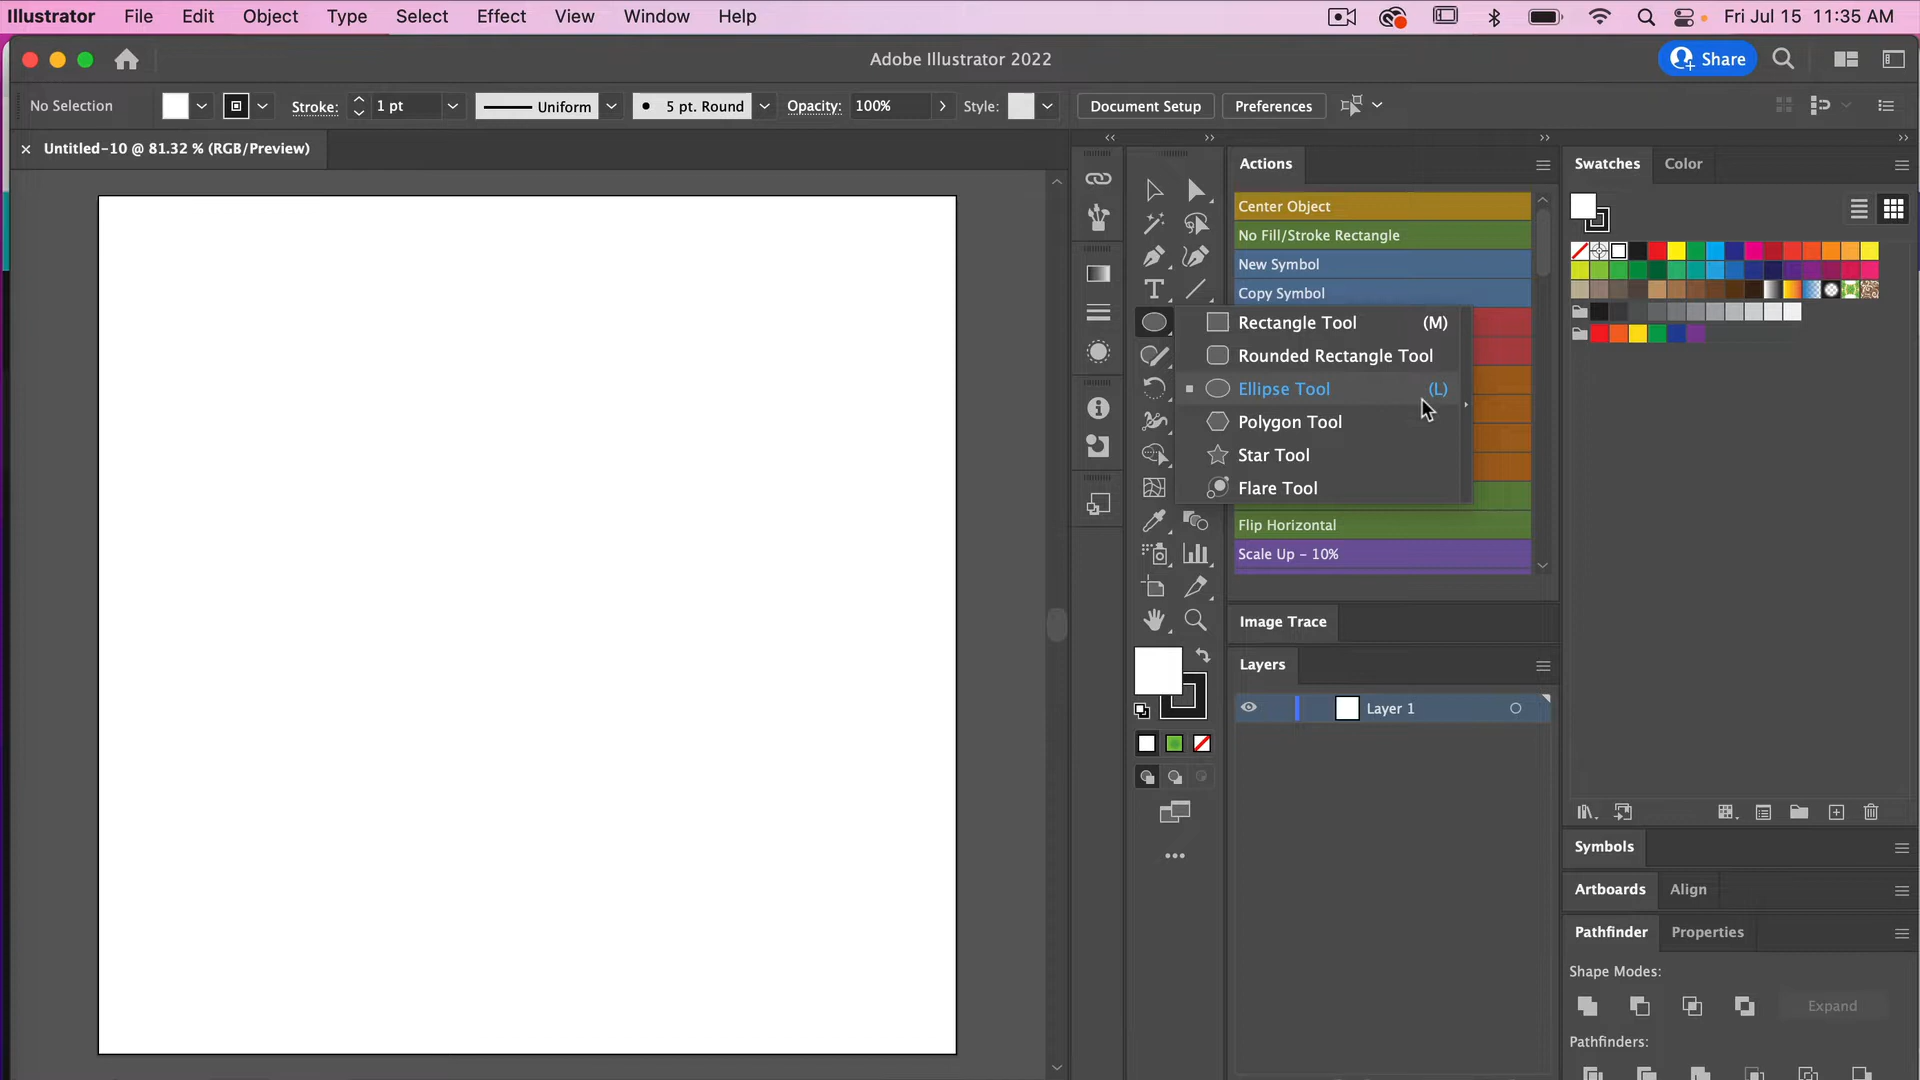 Illustrator File Edit Object Type Select Effect View Window Help Fri Jul 15 11:35 AM
Adobe Illustrator 2022 Share
No Selection Stroke: 1 pt Uniform 5 pt. Round Opacity: 100% Style: Document Setup Preferences
Untitled-10 @ 81.32 % (RGB/Preview)
Actions
Swatches Color
Center Object
No Fill/Stroke Rectangle
New Symbol
Copy Symbol
Rectangle Tool (M)
Rounded Rectangle Tool
Ellipse Tool (L)
Polygon Tool
Star Tool
Flare Tool
Flip Horizontal
Scale Up - 10%
Image Trace
Layers
Layer 1
Symbols
Artboards Align
Pathfinder Properties
Shape Modes:
Expand
Pathfinders: